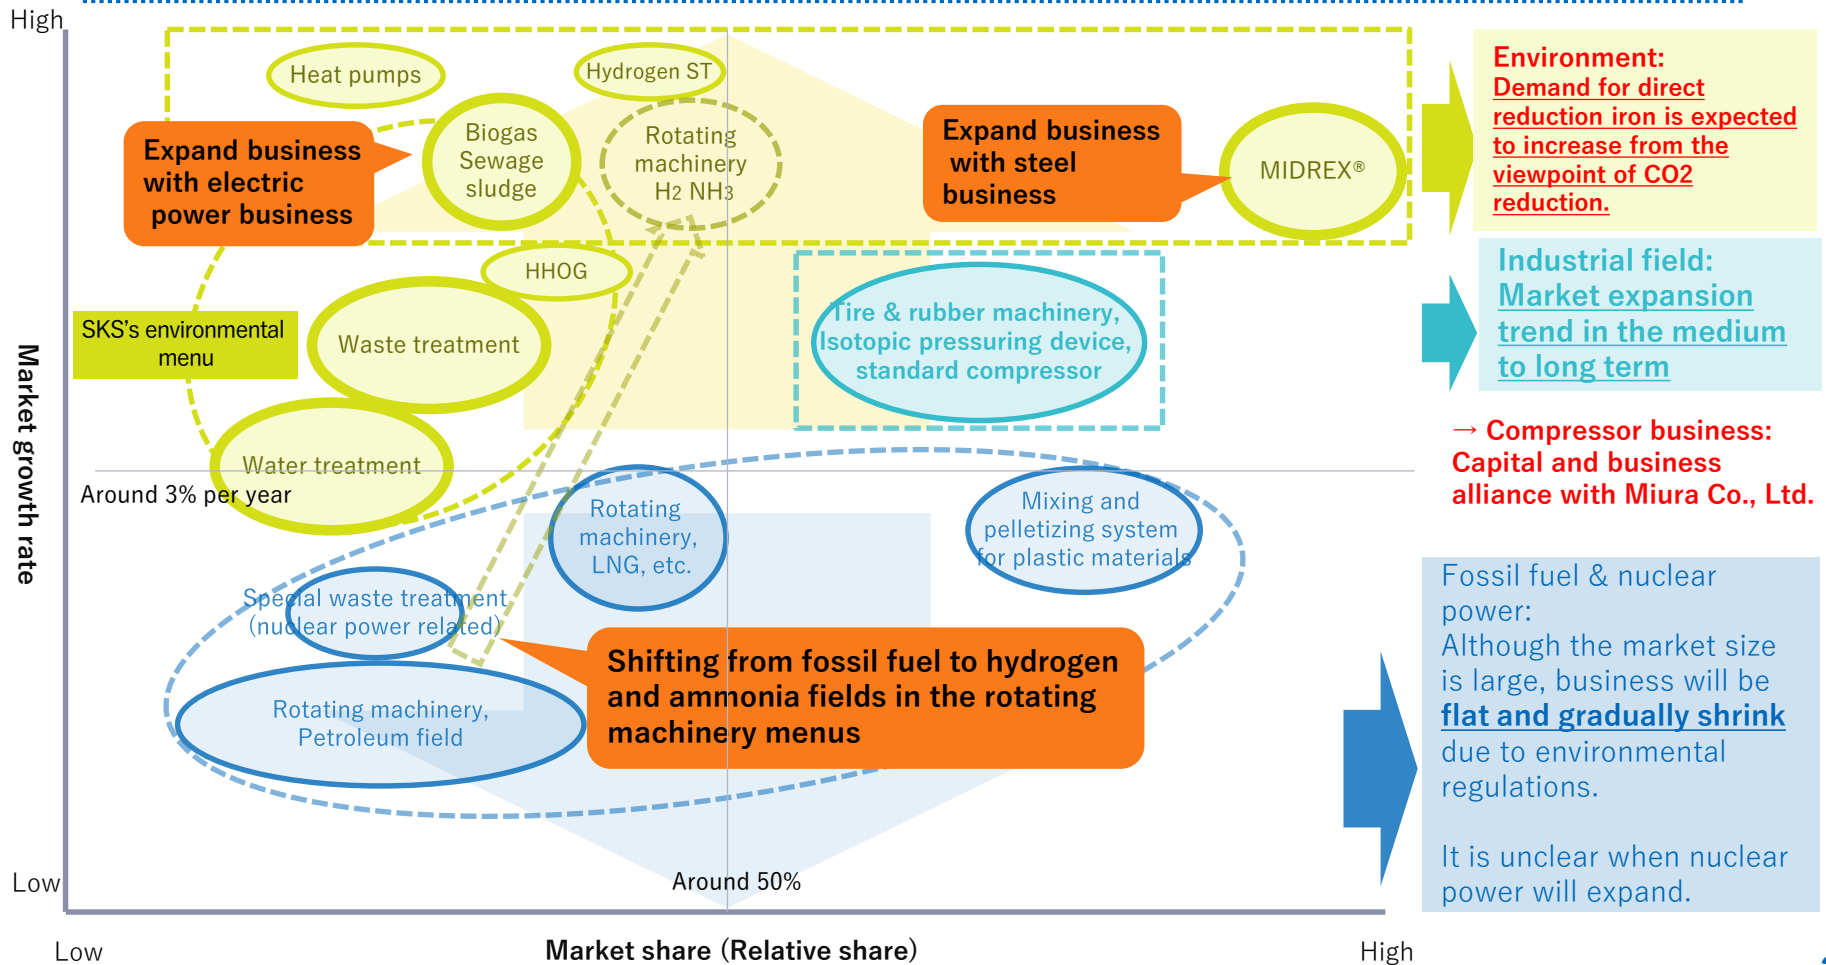 High
Heat pumps
Hydrogen ST
Biogas
Sewage
sludge
Rotating
machinery
H2 NH3
Expand business
with electric
power business
Expand business
with steel
business
MIDREX®
HHOG
SKS's environmental
menu
Waste treatment
Tire & rubber machinery,
Isotopic pressuring device,
standard compressor
Water treatment
Around 3% per year
Market growth rate
Rotating
machinery,
LNG, etc.
Mixing and
pelletizing system
for plastic materials
Special waste treatment
(nuclear power related)
Shifting from fossil fuel to hydrogen
and ammonia fields in the rotating
machinery menus
Rotating machinery,
Petroleum field
Around 50%
Low
Low
Market share (Relative share)
High
Environment:
Demand for direct
reduction iron is expected
to increase from the
viewpoint of CO2
reduction.
Industrial field:
Market expansion
trend in the medium
to long term
→ Compressor business:
Capital and business
alliance with Miura Co., Ltd.
Fossil fuel & nuclear
power:
Although the market size
is large, business will be
flat and gradually shrink
due to environmental
regulations.
It is unclear when nuclear
power will expand.